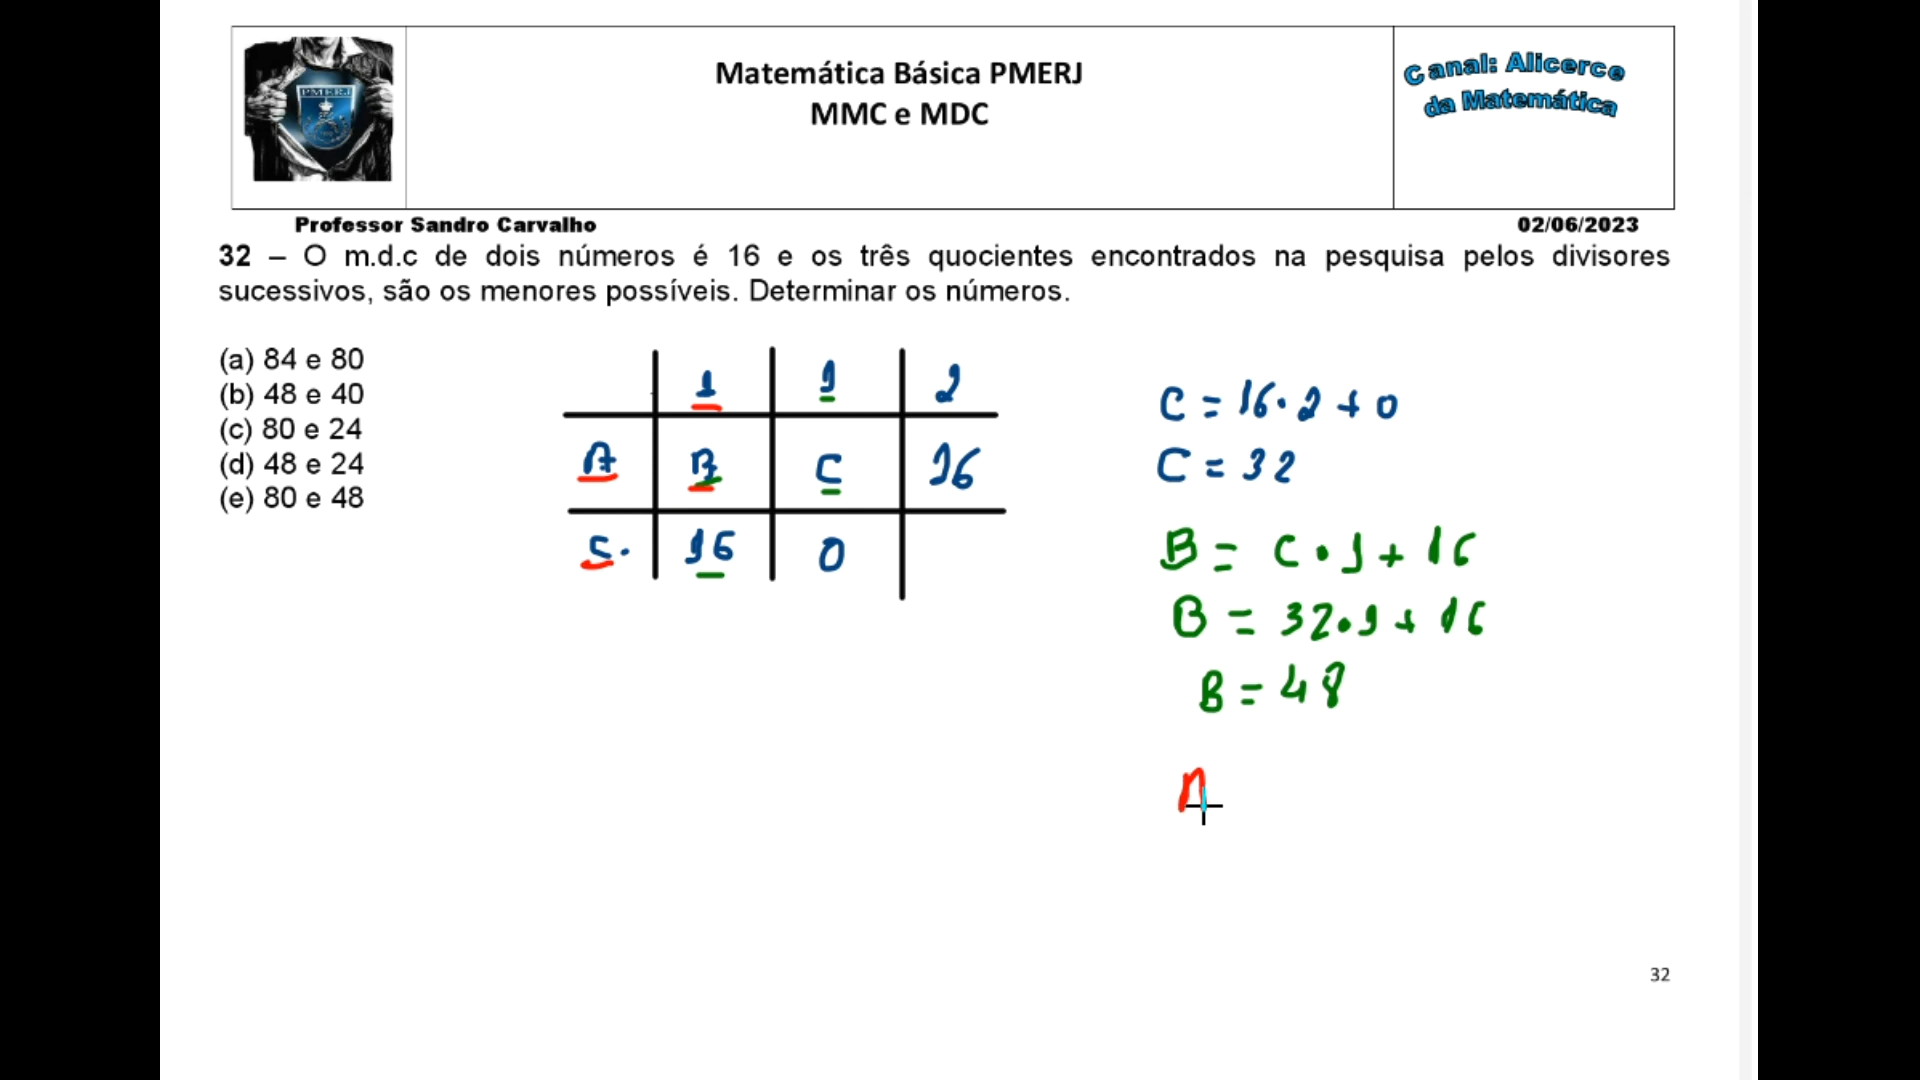 PMERJ
Matemática Básica PMERJ
MMC e MDC
Canal: Alicerce
da Matemática
Professor Sandro Carvalho
02/06/2023
32 – O m.d.c de dois números é 16 e os três quocientes encontrados na pesquisa pelos divisores
sucessivos, são os menores possíveis. Determinar os números.
(a) 84 e 80
(b) 48 e 40
(c) 80 e 24
(d) 48 e 24
(e) 80 e 48
1 1 2
A B C 16
C. 16 0
C = 16·2+0
C = 32
B = C·1+16
B = 32·1+16
B = 48
32